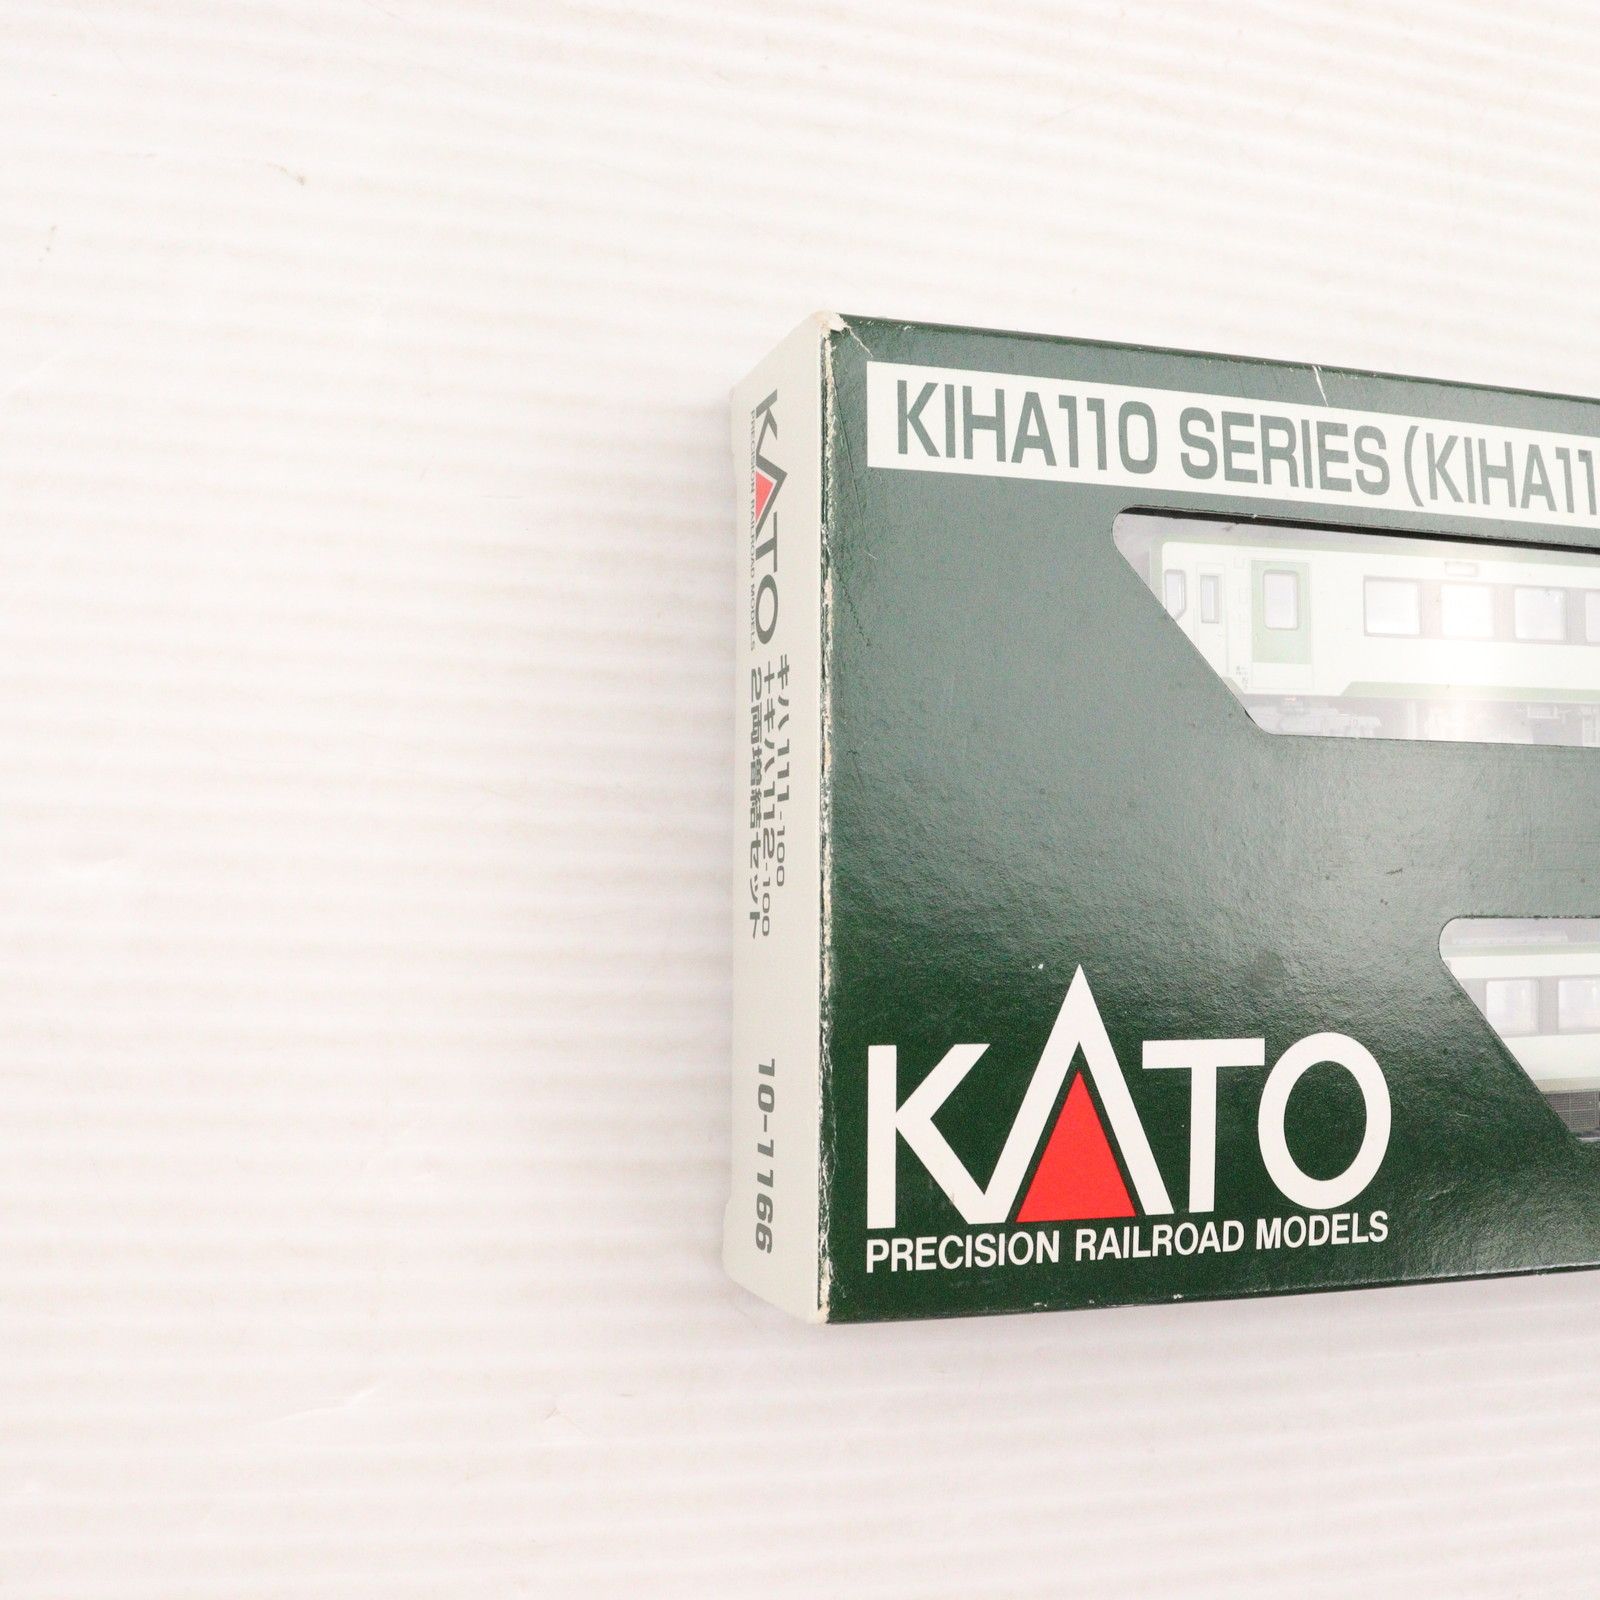 KIHA110 SERIES (KIHA11
KATO
PRECISION RAILROAD MODELS
KATO
PRECISION RAILROAD MODELS
キハ111-100
+キハ112-100
2両増結セット
10-1166